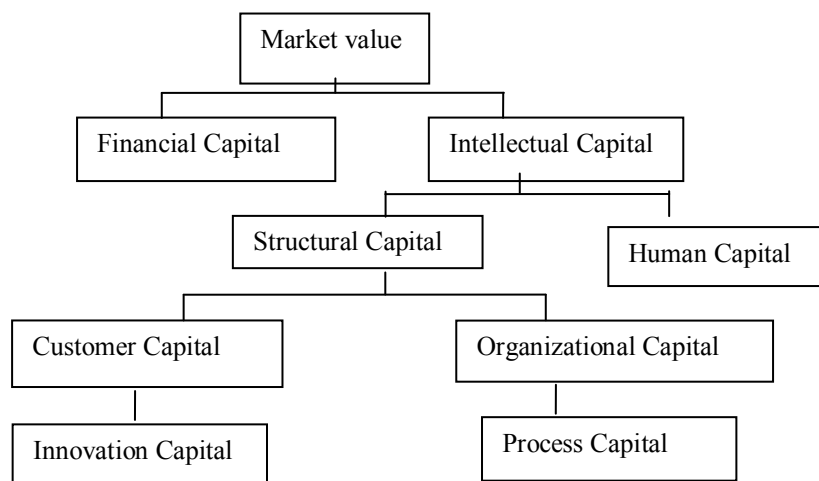 Market value
Financial Capital
Intellectual Capital
Structural Capital
Human Capital
Customer Capital
Organizational Capital
Innovation Capital
Process Capital